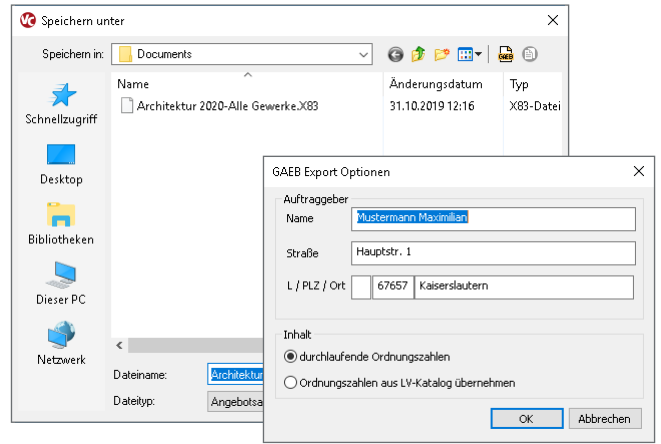 VC Speichern unter
Speichern in: Documents
GAEB
Name Änderungsdatum Typ
Architektur 2020-Alle Gewerke.X83 31.10.2019 12:16 X83-Datei
Schnellzugriff
Desktop
Bibliotheken
Dieser PC
Netzwerk
Dateiname: Architektur
Dateityp: Angebotsa
GAEB Export Optionen
Auftraggeber
Name Mustermann Maximilian
Straße Hauptstr. 1
L / PLZ / Ort 67657 Kaiserslautern
Inhalt
durchlaufende Ordnungszahlen
Ordnungszahlen aus LV-Katalog übernehmen
OK Abbrechen